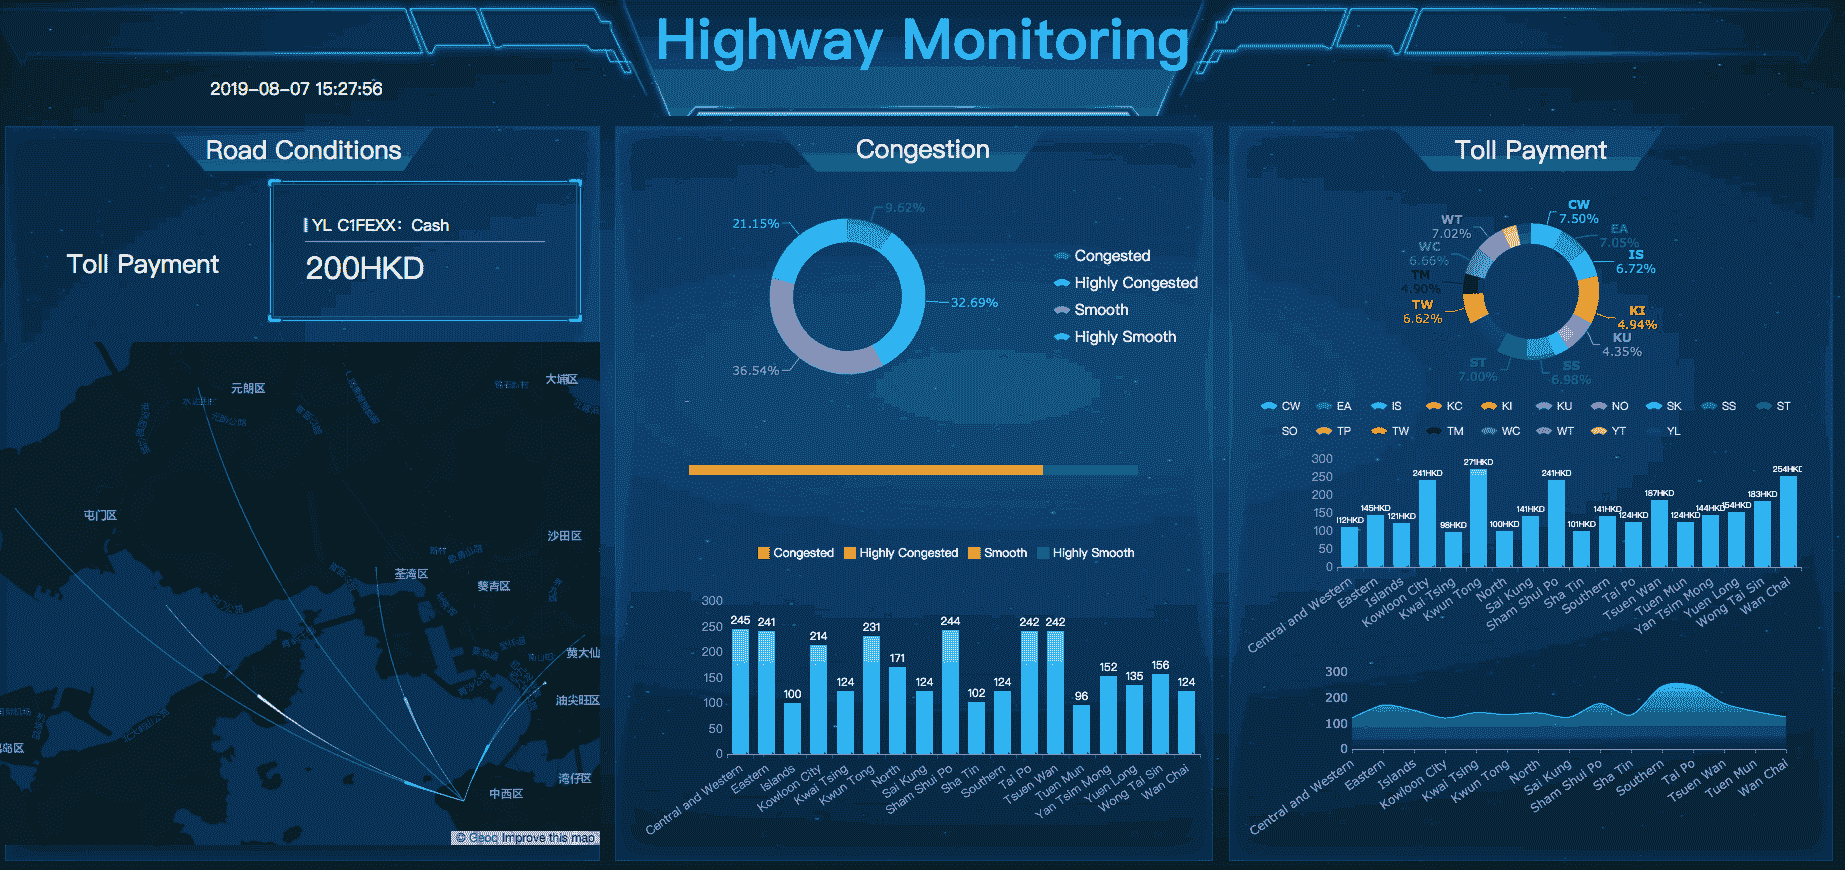 Highway Monitoring
2019-08-07 15:27:56
Road Conditions
Toll Payment
YL C1FEXX: Cash
200HKD
元朗区
大埔区
屯门区
沙田区
荃湾区
葵青区
黄大仙
油尖旺区
湾仔区
中西区
岛区
© Geoq Improve this map
Congestion
21.15%
9.62%
32.69%
36.54%
Congested
Highly Congested
Smooth
Highly Smooth
Congested Highly Congested Smooth Highly Smooth
300
250
200
150
100
50
0
245 241 100 214 124 231 171 124 244 102 124 242 242 96 152 135 156 124
Central and Western Eastern Islands Kowloon City Kwai Tsing Kwun Tong North Sai Kung Sham Shui Po Sha Tin Southern Tai Po Tsuen Wan Tuen Mun Yan Tsim Mong Yuen Long Wong Tai Sin Wan Chai
Toll Payment
CW
7.50%
EA
7.05%
IS
6.72%
KI
4.94%
KU
4.35%
SS
6.98%
ST
7.00%
TW
6.62%
TM
4.90%
WC
6.66%
WT
7.02%
CW EA IS KC KI KU NO SK SS ST
SO TP TW TM WC WT YT YL
300
250
200
150
100
50
0
112HKD 145HKD 121HKD 241HKD 98HKD 271HKD 100HKD 141HKD 241HKD 101HKD 141HKD 124HKD 187HKD 124HKD 144HKD 154HKD 183HKD 254HKD
Central and Western Eastern Islands Kowloon City Kwai Tsing Kwun Tong North Sai Kung Sham Shui Po Sha Tin Southern Tai Po Tsuen Wan Tuen Mun Yan Tsim Mong Yuen Long Wong Tai Sin Wan Chai
300
200
100
0
Central and Western Eastern Islands Kowloon City Kwai Tsing Kwun Tong North Sai Kung Sham Shui Po Sha Tin Southern Tai Po Tsuen Wan Tuen Mun Wan Chai